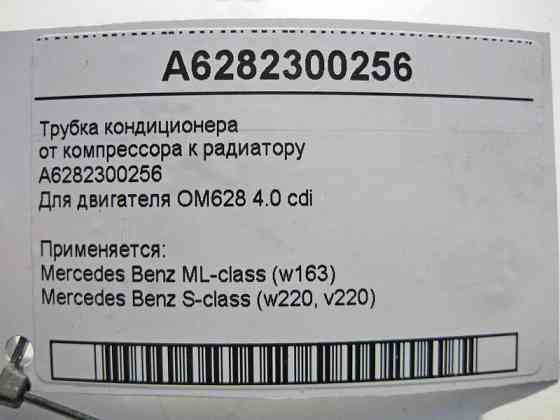 A6282300256
Трубка кондиционера
от компрессора к радиатору
A6282300256
Для двигателя OM628 4.0 cdi
Применяется:
Mercedes Benz ML-class (w163)
Mercedes Benz S-class (w220, v220)